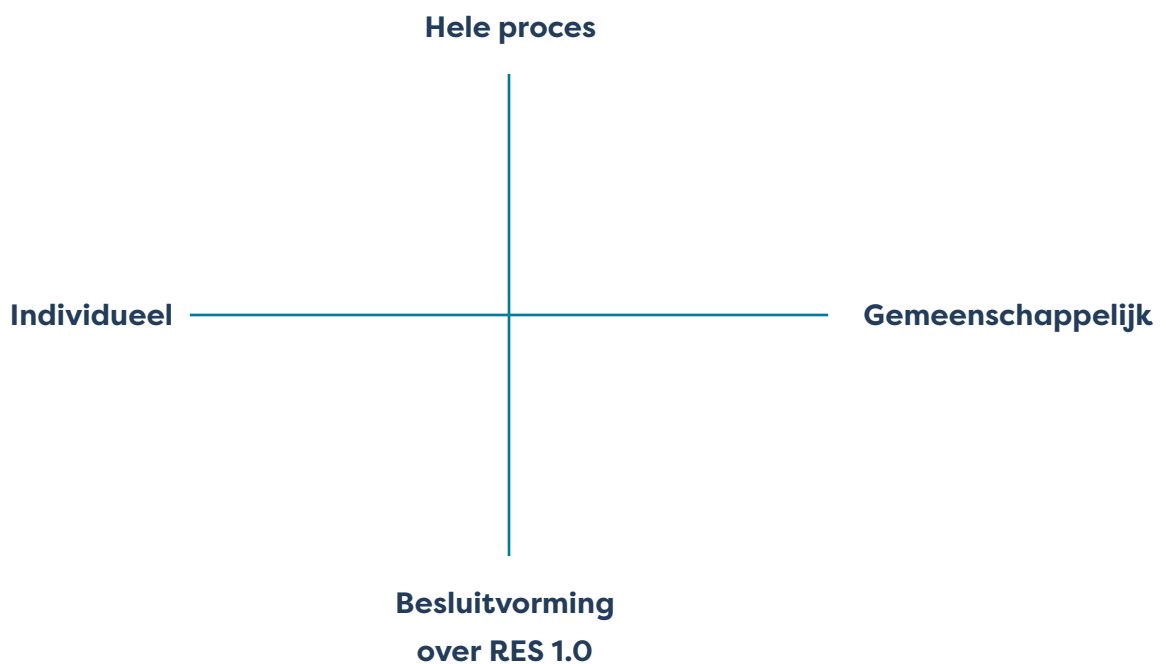 Hele proces
Individueel
Gemeenschappelijk
Besluitvorming
over RES 1.0